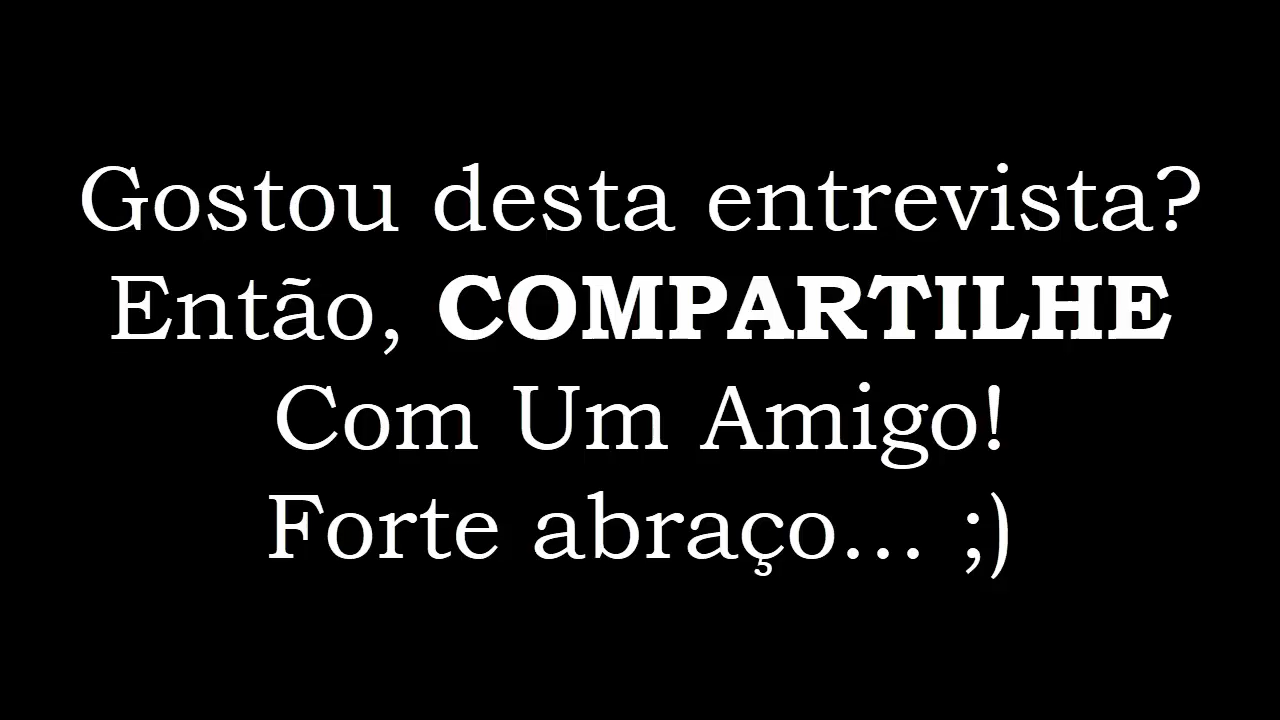 Gostou desta entrevista?
Então, COMPARTILHE
Com Um Amigo!
Forte abraço... ;)